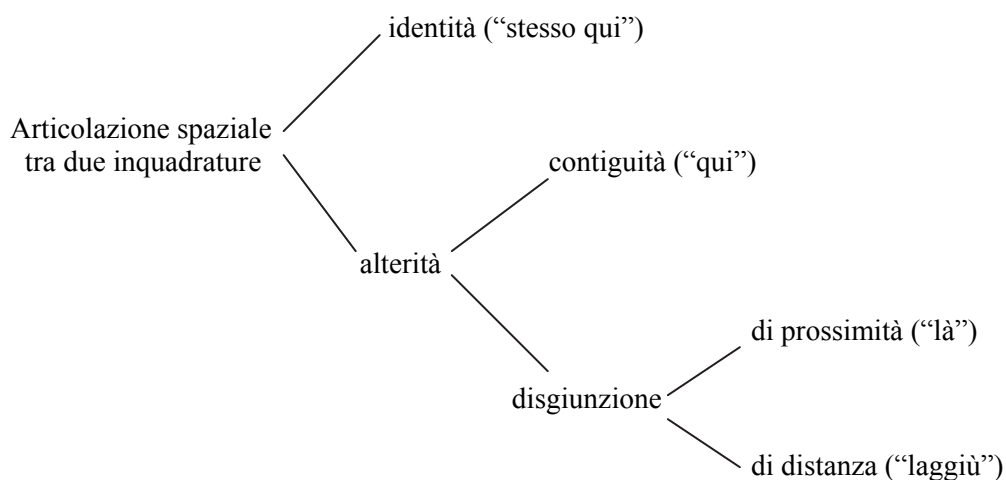 identità (“stesso qui”)
Articolazione spaziale
tra due inquadrature
contiguità (“qui”)
alterità
di prossimità (“là”)
disgiunzione
di distanza (“laggiù”)